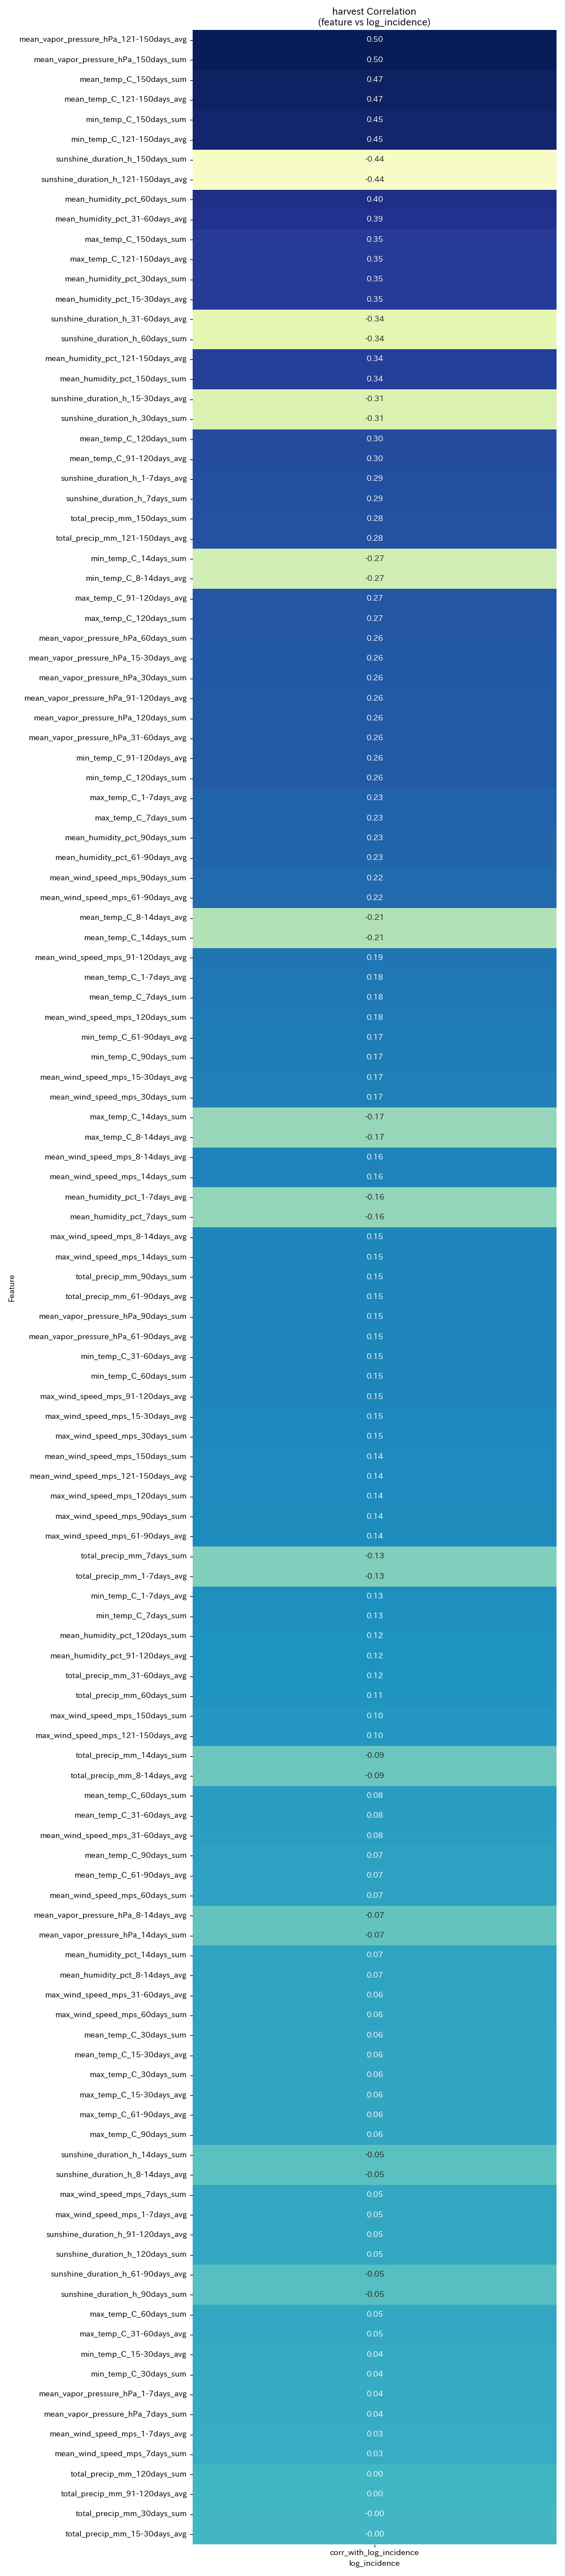 harvest Correlation
(feature vs log_incidence)
mean_vapor_pressure_hPa_121-150days_avg 0.50
mean_vapor_pressure_hPa_150days_sum 0.50
mean_temp_C_150days_sum 0.47
mean_temp_C_121-150days_avg 0.47
min_temp_C_150days_sum 0.45
min_temp_C_121-150days_avg 0.45
sunshine_duration_h_150days_sum -0.44
sunshine_duration_h_121-150days_avg -0.44
mean_humidity_pct_60days_sum 0.40
mean_humidity_pct_31-60days_avg 0.39
max_temp_C_150days_sum 0.35
max_temp_C_121-150days_avg 0.35
mean_humidity_pct_30days_sum 0.35
mean_humidity_pct_15-30days_avg 0.35
sunshine_duration_h_31-60days_avg -0.34
sunshine_duration_h_60days_sum -0.34
mean_humidity_pct_121-150days_avg 0.34
mean_humidity_pct_150days_sum 0.34
sunshine_duration_h_15-30days_avg -0.31
sunshine_duration_h_30days_sum -0.31
mean_temp_C_120days_sum 0.30
mean_temp_C_91-120days_avg 0.30
sunshine_duration_h_1-7days_avg 0.29
sunshine_duration_h_7days_sum 0.29
total_precip_mm_150days_sum 0.28
total_precip_mm_121-150days_avg 0.28
min_temp_C_14days_sum -0.27
min_temp_C_8-14days_avg -0.27
max_temp_C_91-120days_avg 0.27
max_temp_C_120days_sum 0.27
mean_vapor_pressure_hPa_60days_sum 0.26
mean_vapor_pressure_hPa_15-30days_avg 0.26
mean_vapor_pressure_hPa_30days_sum 0.26
mean_vapor_pressure_hPa_91-120days_avg 0.26
mean_vapor_pressure_hPa_120days_sum 0.26
mean_vapor_pressure_hPa_31-60days_avg 0.26
min_temp_C_91-120days_avg 0.26
min_temp_C_120days_sum 0.26
max_temp_C_1-7days_avg 0.23
max_temp_C_7days_sum 0.23
mean_humidity_pct_90days_sum 0.23
mean_humidity_pct_61-90days_avg 0.23
mean_wind_speed_mps_90days_sum 0.22
mean_wind_speed_mps_61-90days_avg 0.22
mean_temp_C_8-14days_avg -0.21
mean_temp_C_14days_sum -0.21
mean_wind_speed_mps_91-120days_avg 0.19
mean_temp_C_1-7days_avg 0.18
mean_temp_C_7days_sum 0.18
mean_wind_speed_mps_120days_sum 0.18
min_temp_C_61-90days_avg 0.17
min_temp_C_90days_sum 0.17
mean_wind_speed_mps_15-30days_avg 0.17
mean_wind_speed_mps_30days_sum 0.17
max_temp_C_14days_sum -0.17
max_temp_C_8-14days_avg -0.17
mean_wind_speed_mps_8-14days_avg 0.16
mean_wind_speed_mps_14days_sum 0.16
mean_humidity_pct_1-7days_avg -0.16
mean_humidity_pct_7days_sum -0.16
max_wind_speed_mps_8-14days_avg 0.15
max_wind_speed_mps_14days_sum 0.15
total_precip_mm_90days_sum 0.15
total_precip_mm_61-90days_avg 0.15
mean_vapor_pressure_hPa_90days_sum 0.15
mean_vapor_pressure_hPa_61-90days_avg 0.15
min_temp_C_31-60days_avg 0.15
min_temp_C_60days_sum 0.15
max_wind_speed_mps_91-120days_avg 0.15
max_wind_speed_mps_15-30days_avg 0.15
max_wind_speed_mps_30days_sum 0.15
mean_wind_speed_mps_150days_sum 0.14
mean_wind_speed_mps_121-150days_avg 0.14
max_wind_speed_mps_120days_sum 0.14
max_wind_speed_mps_90days_sum 0.14
max_wind_speed_mps_61-90days_avg 0.14
total_precip_mm_7days_sum -0.13
total_precip_mm_1-7days_avg -0.13
min_temp_C_1-7days_avg 0.13
min_temp_C_7days_sum 0.13
mean_humidity_pct_120days_sum 0.12
mean_humidity_pct_91-120days_avg 0.12
total_precip_mm_31-60days_avg 0.12
total_precip_mm_60days_sum 0.11
max_wind_speed_mps_150days_sum 0.10
max_wind_speed_mps_121-150days_avg 0.10
total_precip_mm_14days_sum -0.09
total_precip_mm_8-14days_avg -0.09
mean_temp_C_60days_sum 0.08
mean_temp_C_31-60days_avg 0.08
mean_wind_speed_mps_31-60days_avg 0.08
mean_temp_C_90days_sum 0.07
mean_temp_C_61-90days_avg 0.07
mean_wind_speed_mps_60days_sum 0.07
mean_vapor_pressure_hPa_8-14days_avg -0.07
mean_vapor_pressure_hPa_14days_sum -0.07
mean_humidity_pct_14days_sum 0.07
mean_humidity_pct_8-14days_avg 0.07
max_wind_speed_mps_31-60days_avg 0.06
max_wind_speed_mps_60days_sum 0.06
mean_temp_C_30days_sum 0.06
mean_temp_C_15-30days_avg 0.06
max_temp_C_30days_sum 0.06
max_temp_C_15-30days_avg 0.06
max_temp_C_61-90days_avg 0.06
max_temp_C_90days_sum 0.06
sunshine_duration_h_14days_sum -0.05
sunshine_duration_h_8-14days_avg -0.05
max_wind_speed_mps_7days_sum 0.05
max_wind_speed_mps_1-7days_avg 0.05
sunshine_duration_h_91-120days_avg 0.05
sunshine_duration_h_120days_sum 0.05
sunshine_duration_h_61-90days_avg -0.05
sunshine_duration_h_90days_sum -0.05
max_temp_C_60days_sum 0.05
max_temp_C_31-60days_avg 0.05
min_temp_C_15-30days_avg 0.04
min_temp_C_30days_sum 0.04
mean_vapor_pressure_hPa_1-7days_avg 0.04
mean_vapor_pressure_hPa_7days_sum 0.04
mean_wind_speed_mps_1-7days_avg 0.03
mean_wind_speed_mps_7days_sum 0.03
total_precip_mm_120days_sum 0.00
total_precip_mm_91-120days_avg 0.00
total_precip_mm_30days_sum -0.00
total_precip_mm_15-30days_avg -0.00
Feature
corr_with_log_incidence
log_incidence